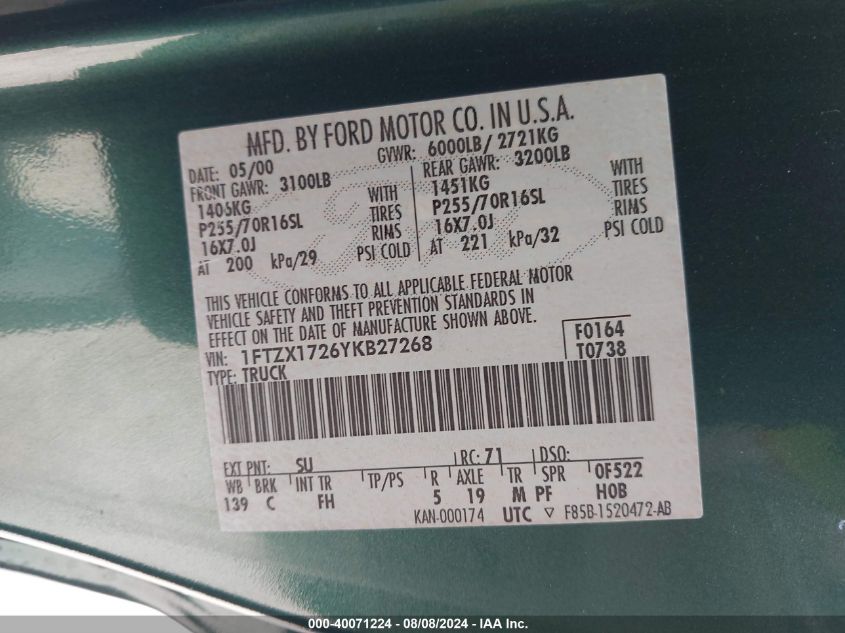 MFD. BY FORD MOTOR CO. IN U.S.A.
DATE: 05/00 GVWR: 6000LB/ 2721KG
FRONT GAWR: 3100LB REAR GAWR: 3200LB
1406KG WITH 1451KG WITH
P255/70R16SL TIRES P255/70R16SL TIRES
16X7.0J RIMS 16X7.0J RIMS
AT 200 kPa/29 PSI COLD AT 221 kPa/32 PSI COLD
THIS VEHICLE CONFORMS TO ALL APPLICABLE FEDERAL MOTOR
VEHICLE SAFETY AND THEFT PREVENTION STANDARDS IN
EFFECT ON THE DATE OF MANUFACTURE SHOWN ABOVE.
VIN: 1FTZX1726YKB27268 F0164
TYPE: TRUCK T0738
EXT PNT: SU RC: 71 DSO:
WB BRK INT TR TP/PS R AXLE TR SPR 0F522
139 C FH 5 19 M PF H0B
KAN-000174 UTC ▽ F85B-1520472-AB
000-40071224 - 08/08/2024 - IAA Inc.